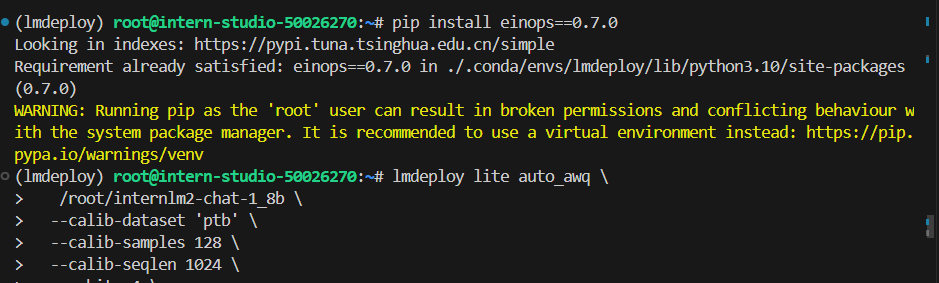 (lmdeploy) root@intern-studio-50026270:~# pip install einops==0.7.0
Looking in indexes: https://pypi.tuna.tsinghua.edu.cn/simple
Requirement already satisfied: einops==0.7.0 in ./.conda/envs/lmdeploy/lib/python3.10/site-packages
(0.7.0)
WARNING: Running pip as the 'root' user can result in broken permissions and conflicting behaviour w
ith the system package manager. It is recommended to use a virtual environment instead: https://pip.
pypa.io/warnings/venv
(lmdeploy) root@intern-studio-50026270:~# lmdeploy lite auto_awq \
>    /root/internlm2-chat-1_8b \
>   --calib-dataset 'ptb' \
>   --calib-samples 128 \
>   --calib-seqlen 1024 \